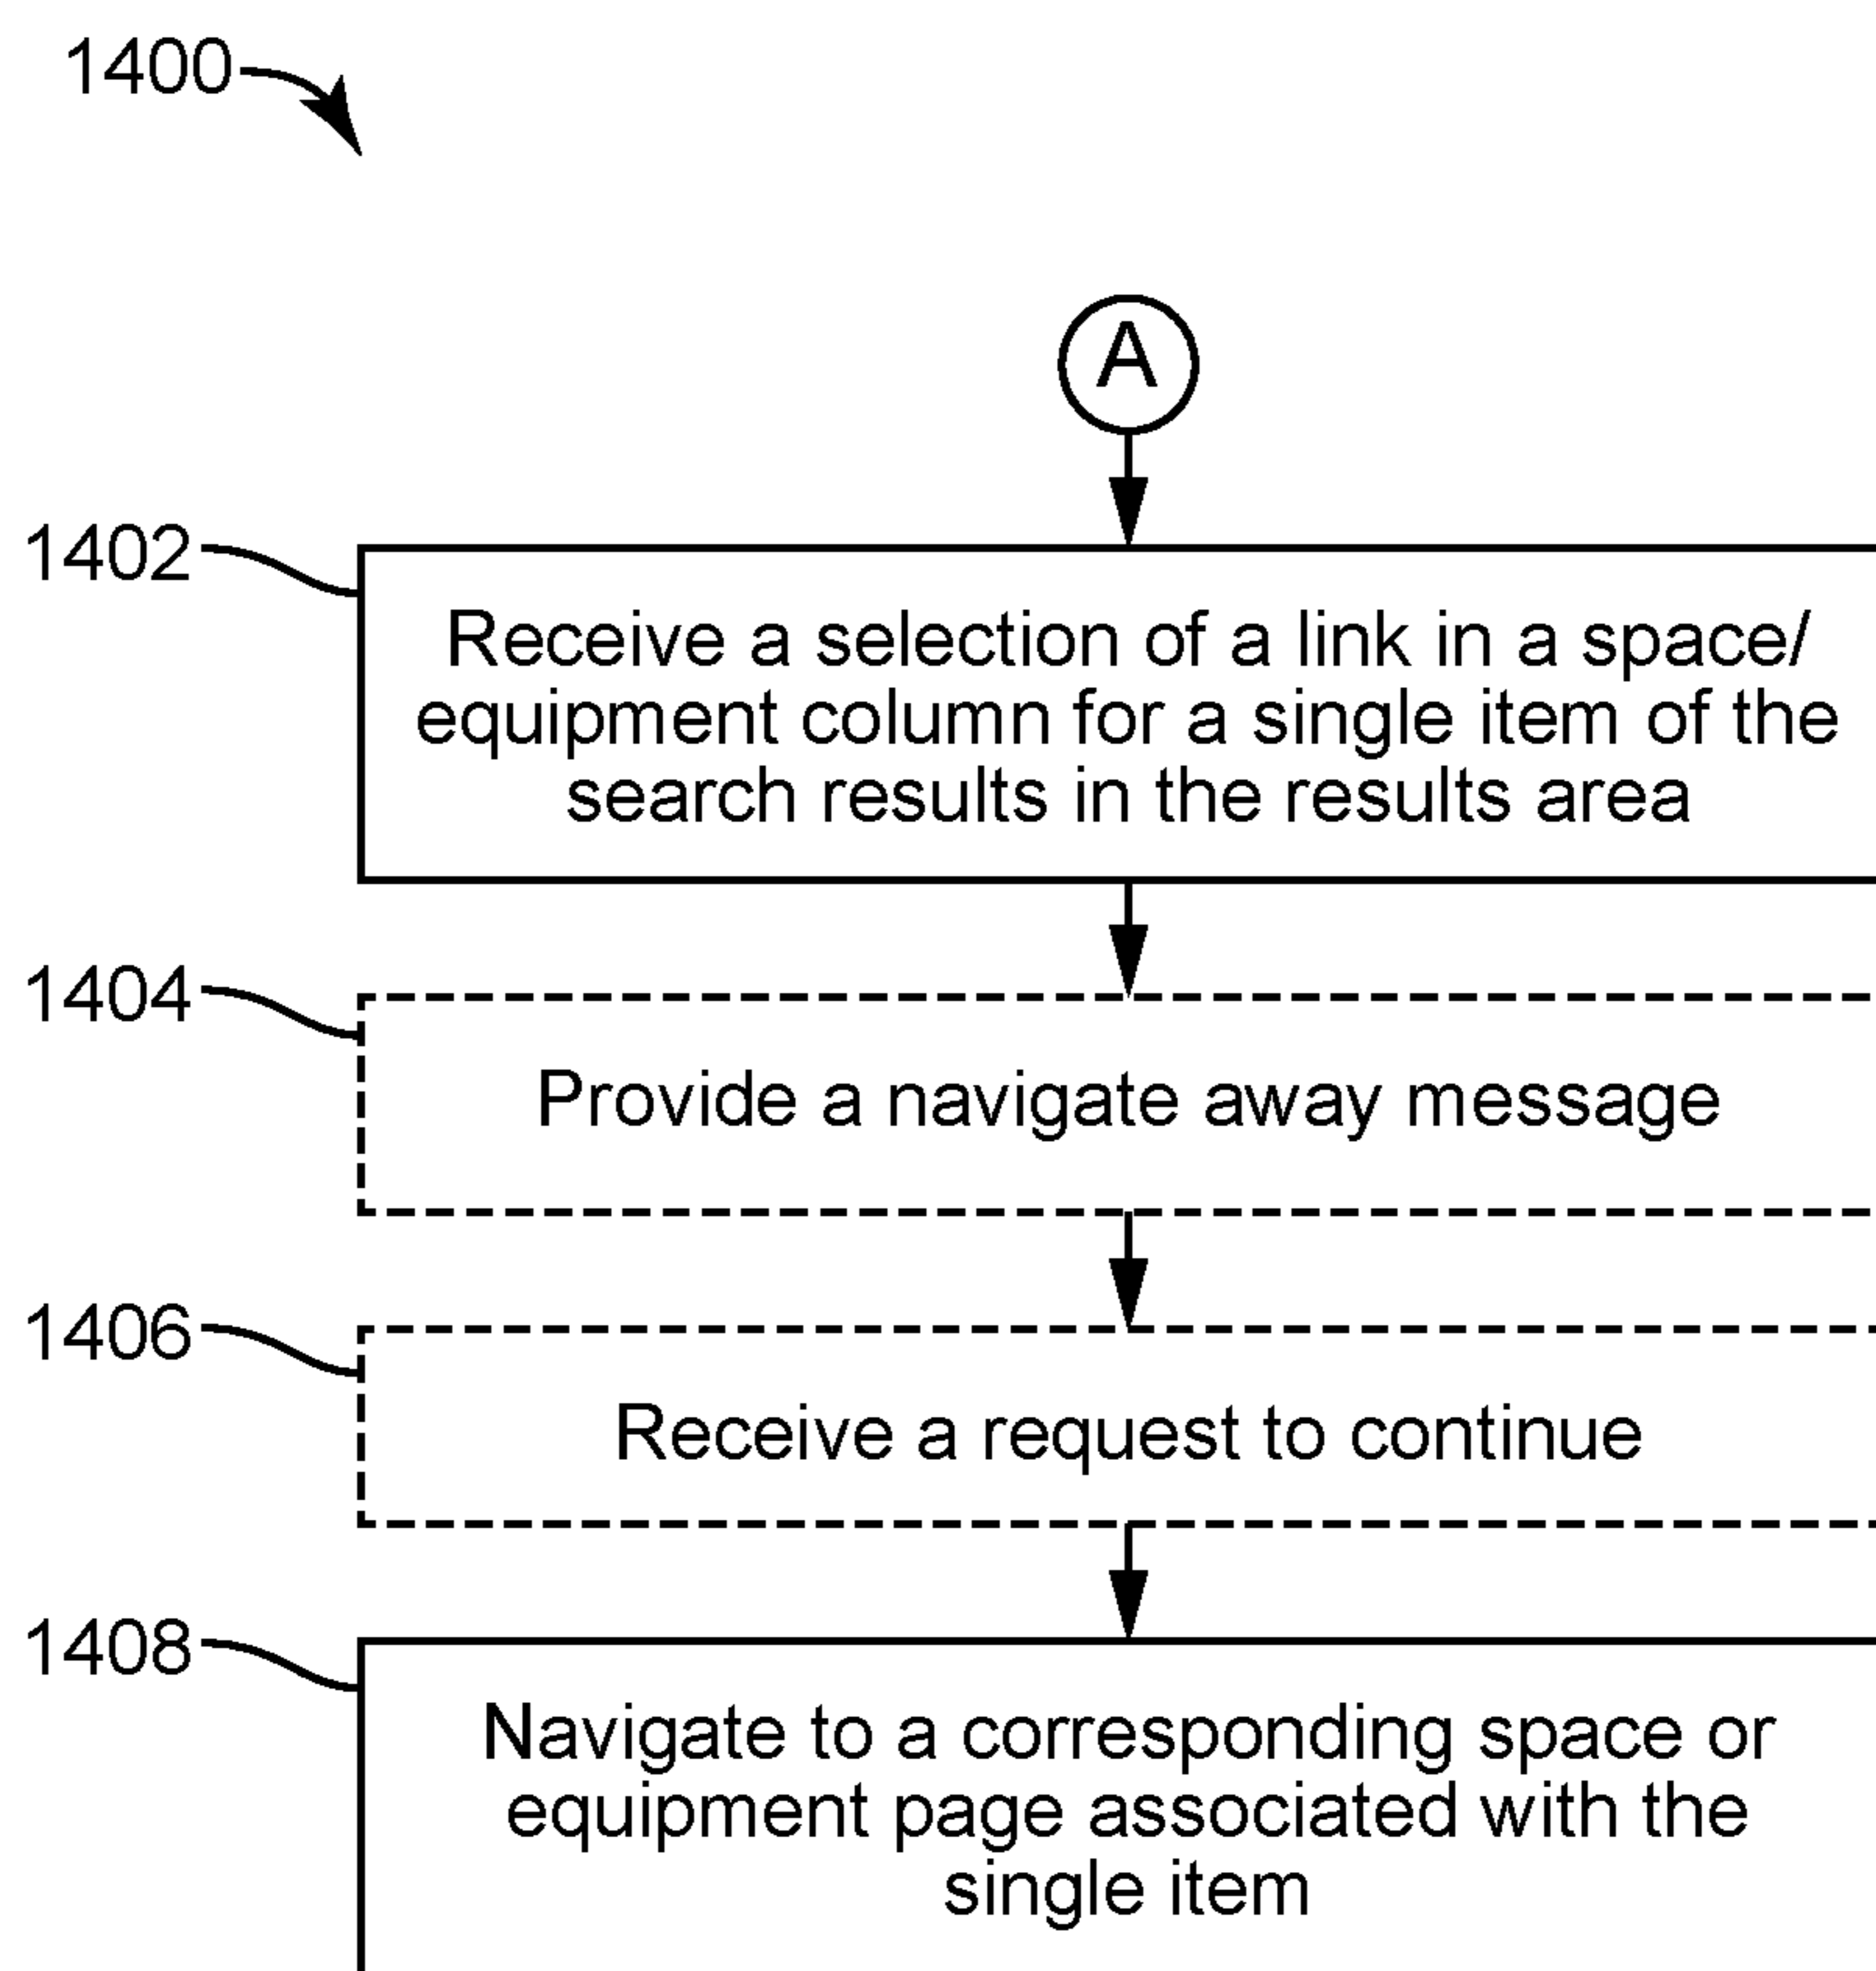 1400
A
1402
Receive a selection of a link in a space/
equipment column for a single item of the
search results in the results area
1404
Provide a navigate away message
1406
Receive a request to continue
1408
Navigate to a corresponding space or
equipment page associated with the
single item